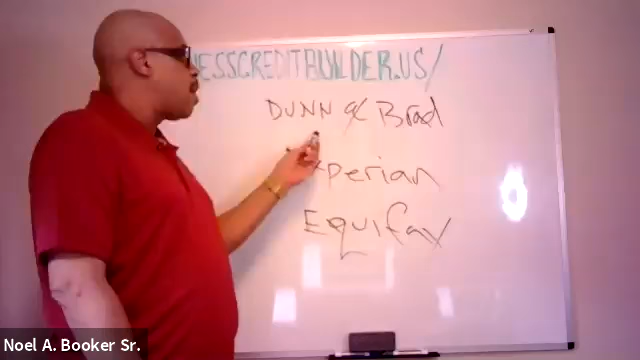 ESSCREDITBUILDER.US/
DUNN & Brad
xperian
Equifax
Noel A. Booker Sr.